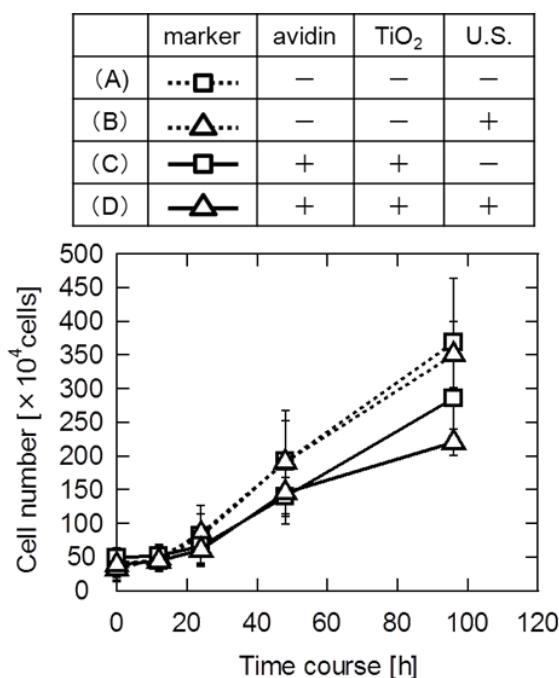 marker avidin TiO₂ U.S.
(A) − − −
(B) − − +
(C) + + −
(D) + + +
500
450
400
350
300
250
200
150
100
50
0
Cell number [×10⁴cells]
0 20 40 60 80 100 120
Time course [h]